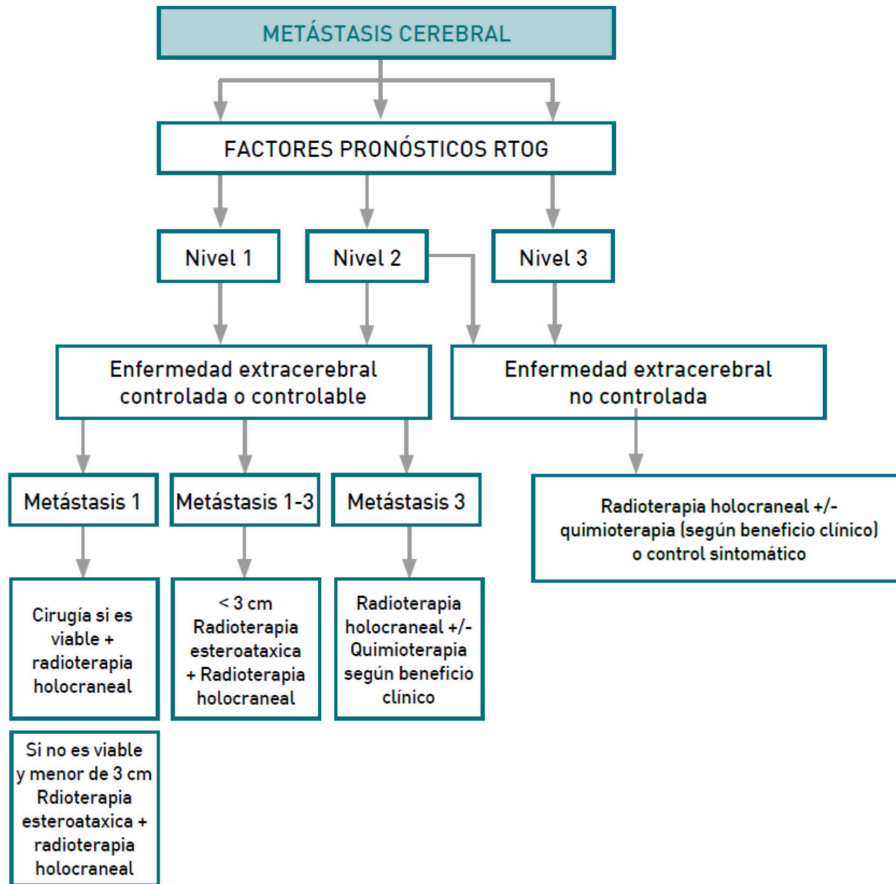 METÁSTASIS CEREBRAL
FACTORES PRONÓSTICOS RTOG
Nivel 1
Nivel 2
Nivel 3
Enfermedad extracerebral
controlada o controlable
Enfermedad extracerebral
no controlada
Metástasis 1
Metástasis 1-3
Metástasis 3
Radioterapia holocraneal +/-
quimioterapia (según beneficio clínico)
o control sintomático
Cirugía si es
viable +
radioterapia
holocraneal
< 3 cm
Radioterapia
esteroataxica
+ Radioterapia
holocraneal
Radioterapia
holocraneal +/-
Quimioterapia
según beneficio
clínico
Si no es viable
y menor de 3 cm
Rdioterapia
esteroataxica +
radioterapia
holocraneal